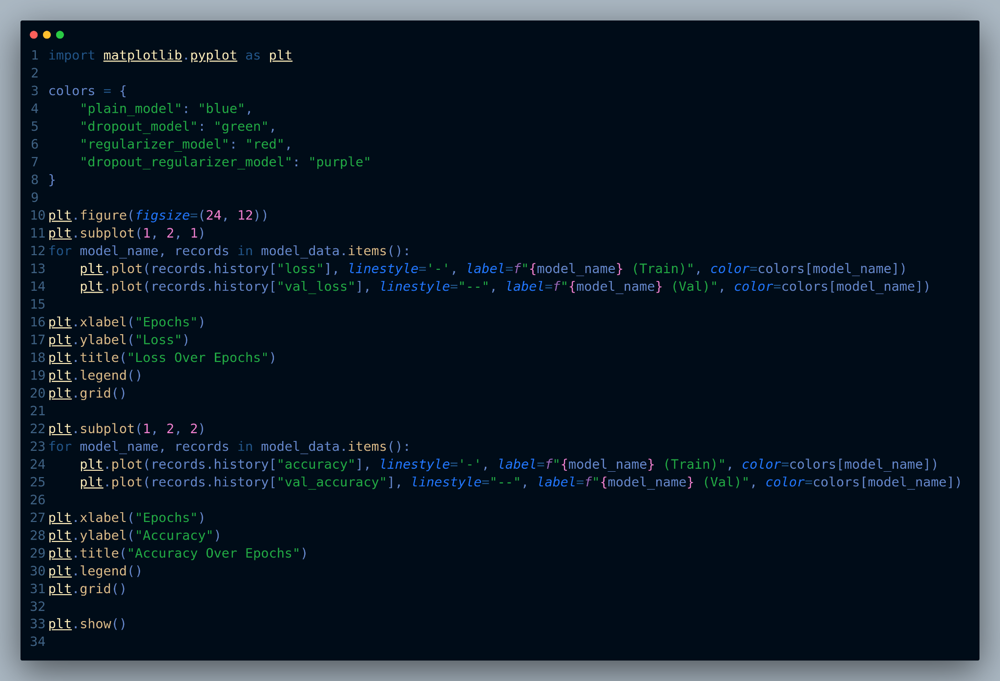 1 import matplotlib.pyplot as plt
2
3 colors = {
4     "plain_model": "blue",
5     "dropout_model": "green",
6     "regularizer_model": "red",
7     "dropout_regularizer_model": "purple"
8 }
9
10 plt.figure(figsize=(24, 12))
11 plt.subplot(1, 2, 1)
12 for model_name, records in model_data.items():
13     plt.plot(records.history["loss"], linestyle='-', label=f"{model_name} (Train)", color=colors[model_name])
14     plt.plot(records.history["val_loss"], linestyle="--", label=f"{model_name} (Val)", color=colors[model_name])
15
16 plt.xlabel("Epochs")
17 plt.ylabel("Loss")
18 plt.title("Loss Over Epochs")
19 plt.legend()
20 plt.grid()
21
22 plt.subplot(1, 2, 2)
23 for model_name, records in model_data.items():
24     plt.plot(records.history["accuracy"], linestyle='-', label=f"{model_name} (Train)", color=colors[model_name])
25     plt.plot(records.history["val_accuracy"], linestyle="--", label=f"{model_name} (Val)", color=colors[model_name])
26
27 plt.xlabel("Epochs")
28 plt.ylabel("Accuracy")
29 plt.title("Accuracy Over Epochs")
30 plt.legend()
31 plt.grid()
32
33 plt.show()
34